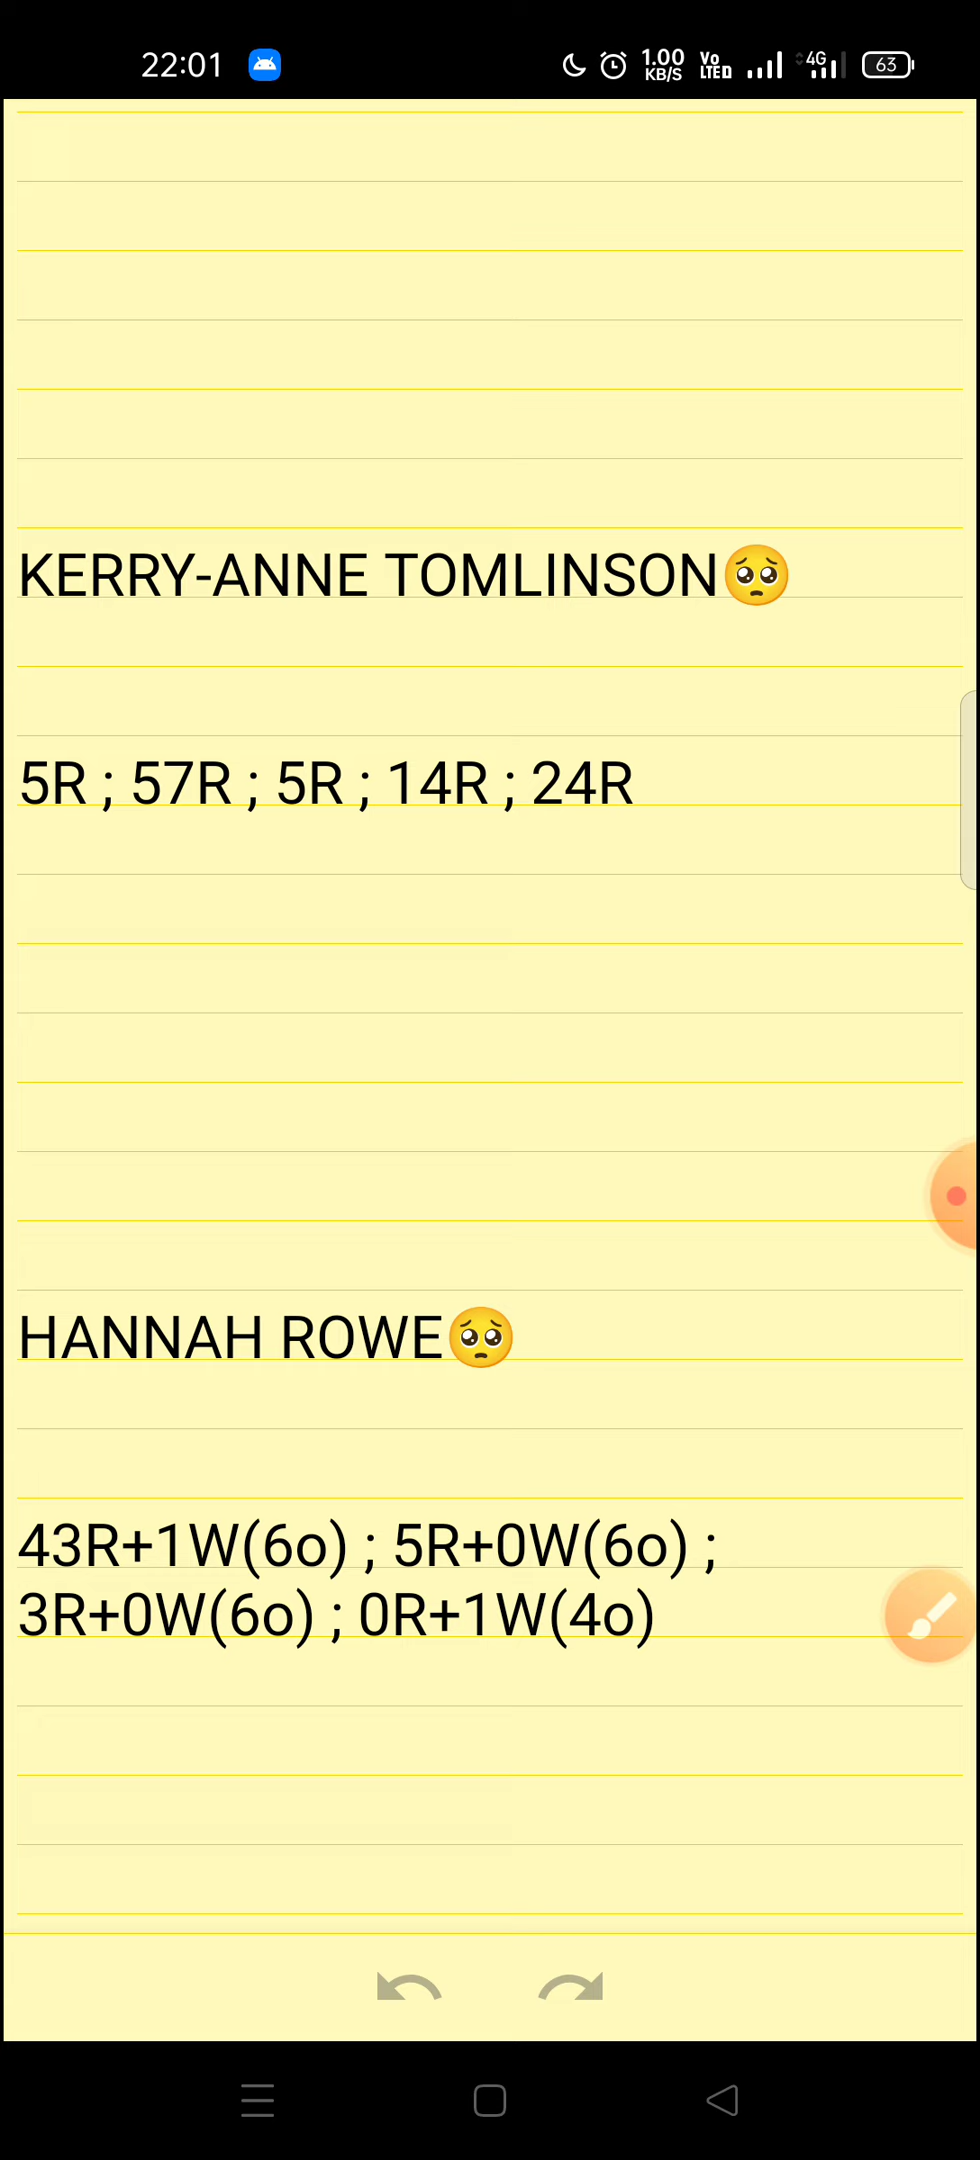 22:01
1.00
KB/S
Vo
LTE D
4G
63
KERRY-ANNE TOMLINSON🥺
5R ; 57R ; 5R ; 14R ; 24R
HANNAH ROWE🥺
43R+1W(6o) ; 5R+0W(6o) ;
3R+0W(6o) ; 0R+1W(4o)